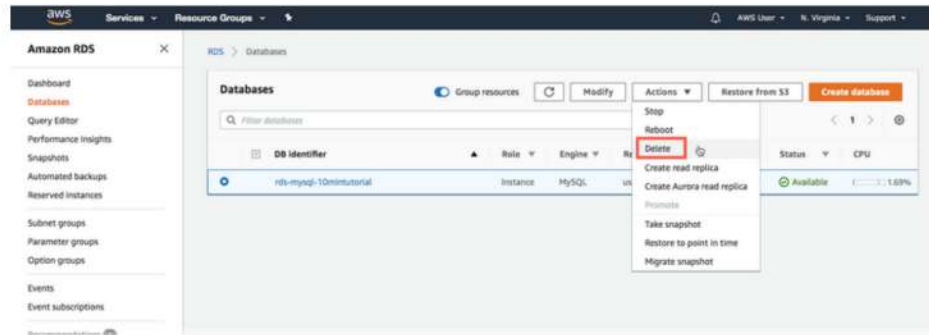 aws Services Resource Groups AWS User N. Virginia Support
Amazon RDS
RDS > Databases
Dashboard
Databases
Query Editor
Performance Insights
Snapshots
Automated backups
Reserved instances
Subnet groups
Parameter groups
Option groups
Events
Event subscriptions
Databases
Group resources Modify Actions Restore from S3 Create database
Filter databases
< 1 >
DB identifier Role Engine Status CPU
rds-mysql-10mintutorial Instance MySQL us Available 1.69%
Stop
Reboot
Delete
Create read replica
Create Aurora read replica
Promote
Take snapshot
Restore to point in time
Migrate snapshot